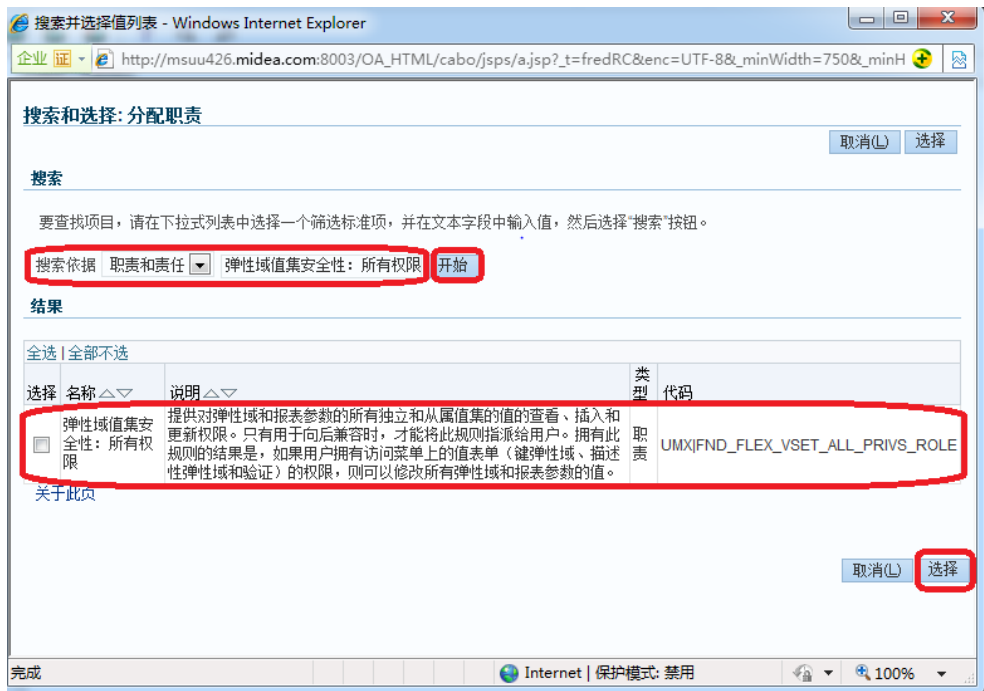 搜索并选择值列表 - Windows Internet Explorer
企业 证 http://msuu426.midea.com:8003/OA_HTML/cabo/jsps/a.jsp?_t=fredRC&enc=UTF-8&_minWidth=750&_minH
搜索和选择: 分配职责
取消(L) 选择
搜索
要查找项目，请在下拉式列表中选择一个筛选标准项，并在文本字段中输入值，然后选择"搜索"按钮。
搜索依据 职责和责任 弹性域值集安全性：所有权限 开始
结果
全选 | 全部不选
选择 名称 说明 类型 代码
弹性域值集安
全性：所有权
限
提供对弹性域和报表参数的所有独立和从属值集的值的查看、插入和
更新权限。只有用于向后兼容时，才能将此规则指派给用户。拥有此
规则的结果是，如果用户拥有访问菜单上的值表单（键弹性域、描述
性弹性域和验证）的权限，则可以修改所有弹性域和报表参数的值。
职
责
UMX|FND_FLEX_VSET_ALL_PRIVS_ROLE
关于此页
取消(L) 选择
完成 Internet | 保护模式: 禁用 100%